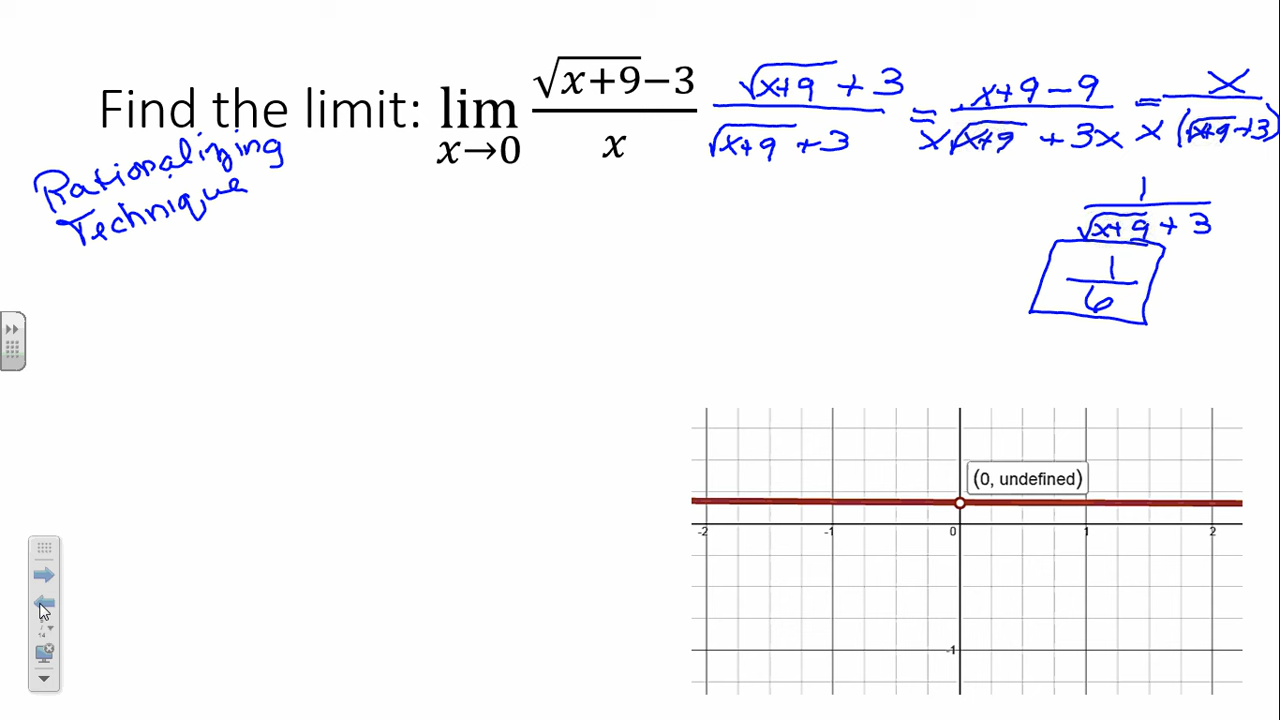 Find the limit: lim x→0 (√(x+9) − 3)/x (√(x+9) + 3)/(√(x+9) + 3) = (x+9−9)/(x√(x+9) + 3x) = x/(x(√(x+9)+3))
Rationalizing
Technique
1/(√(x+9) + 3)
1/6
(0, undefined)
-2 -1 0 1 2
-1
14